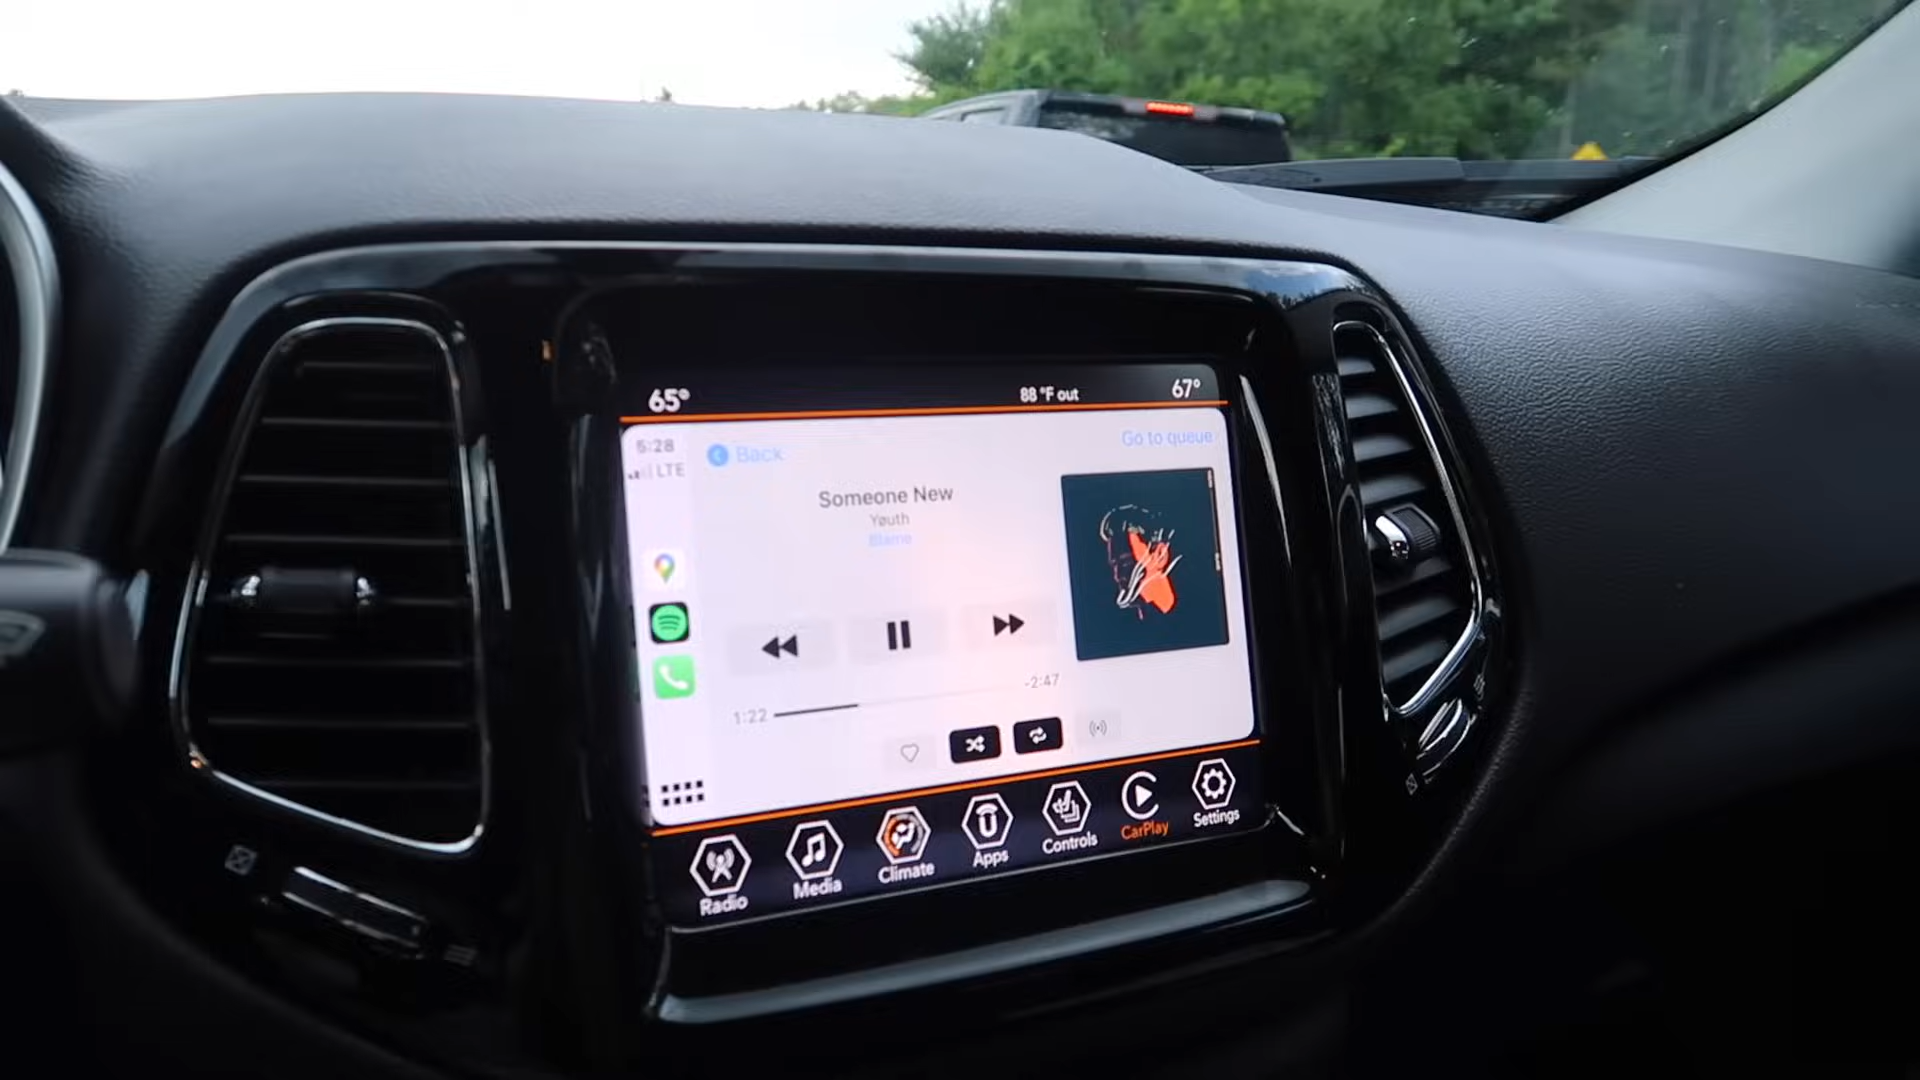 65°
88 °F out
67°
5:28
LTE
Back
Go to queue
Someone New
Yøuth
Blame
1:22
-2:47
Radio
Media
Climate
Apps
Controls
CarPlay
Settings